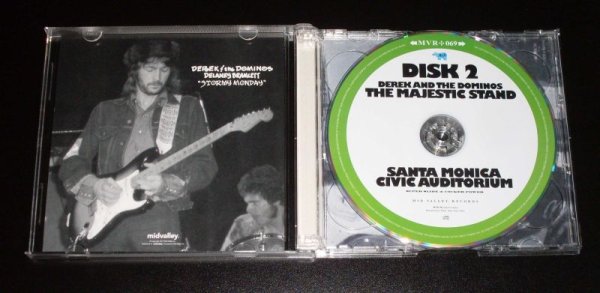 DEREK & the DOMINOS
DELANEY BRAMLETT
"STORMY MONDAY"
midvalley.
MVR 069
DISK 2
DEREK AND THE DOMINOS
THE MAJESTIC STAND
SANTA MONICA
CIVIC AUDITORIUM
MID VALLEY RECORDS